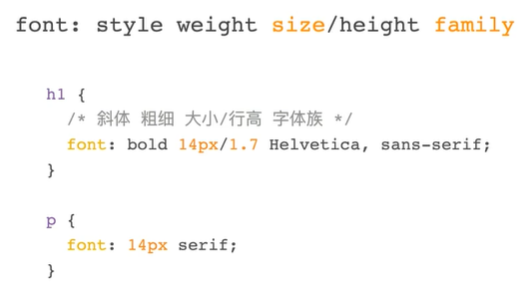 font: style weight size/height family
h1 {
/* 斜体 粗细 大小/行高 字体族 */
font: bold 14px/1.7 Helvetica, sans-serif;
}
p {
font: 14px serif;
}